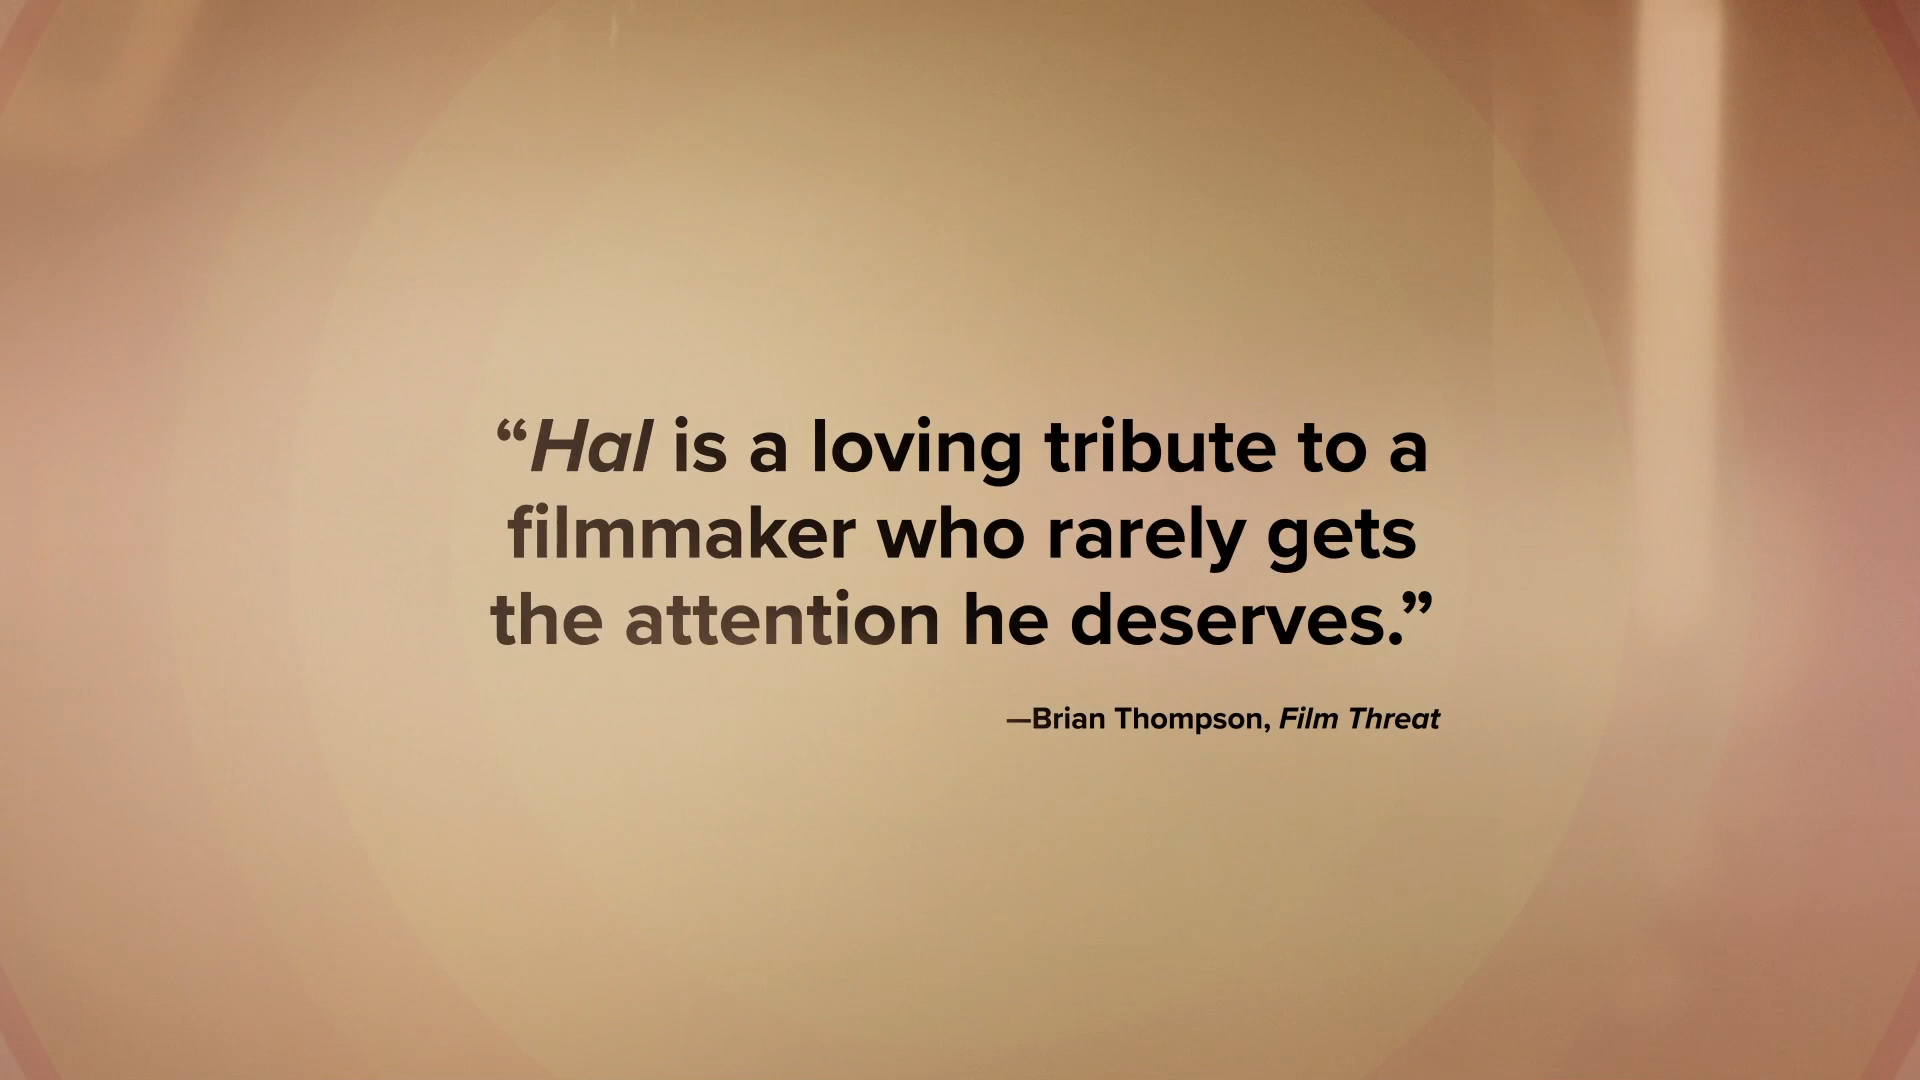 “Hal is a loving tribute to a
filmmaker who rarely gets
the attention he deserves.”
—Brian Thompson, Film Threat